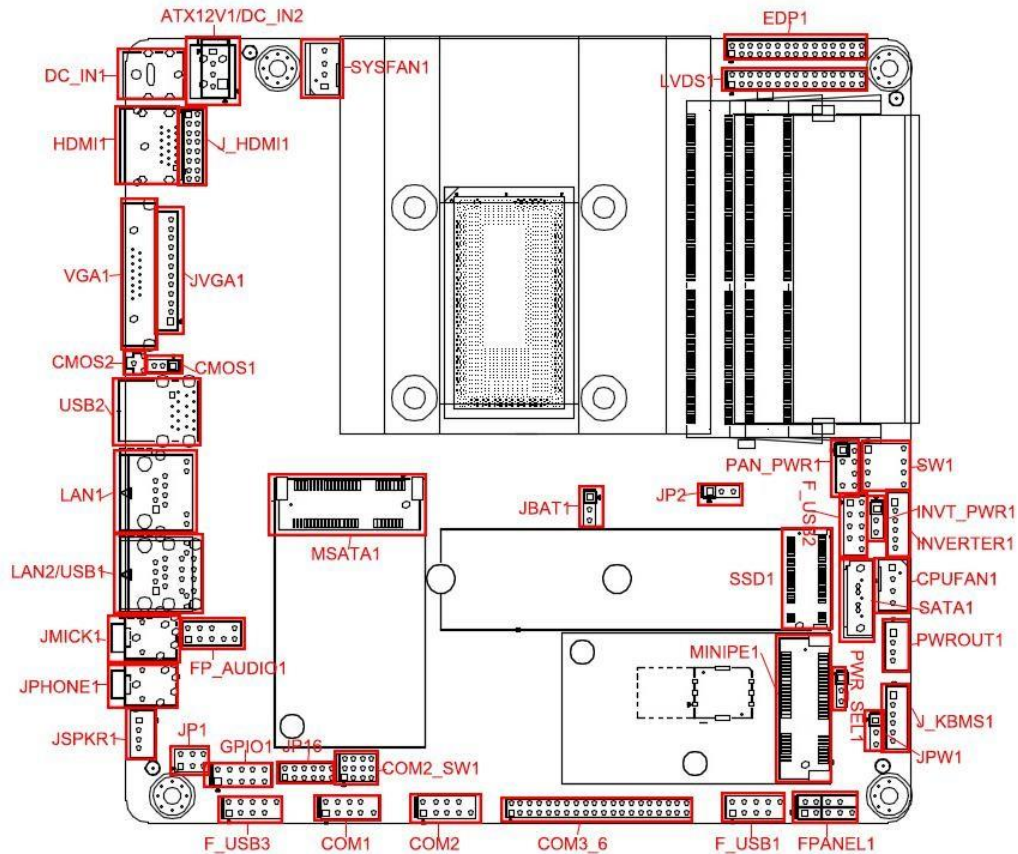 ATX12V1/DC_IN2
EDP1
DC_IN1
SYSFAN1
LVDS1
HDMI1
J_HDMI1
VGA1
JVGA1
CMOS2
CMOS1
USB2
PAN_PWR1
SW1
LAN1
JP2
F_USB2
JBAT1
INVT_PWR1
MSATA1
INVERTER1
LAN2/USB1
SSD1
CPUFAN1
SATA1
JMICK1
PWROUT1
FP_AUDIO1
MINIPE1
JPHONE1
PWR_SEL1
J_KBMS1
JSPKR1
JP1
GPIO1
JP16
COM2_SW1
JPW1
F_USB3
COM1
COM2
COM3_6
F_USB1
FPANEL1